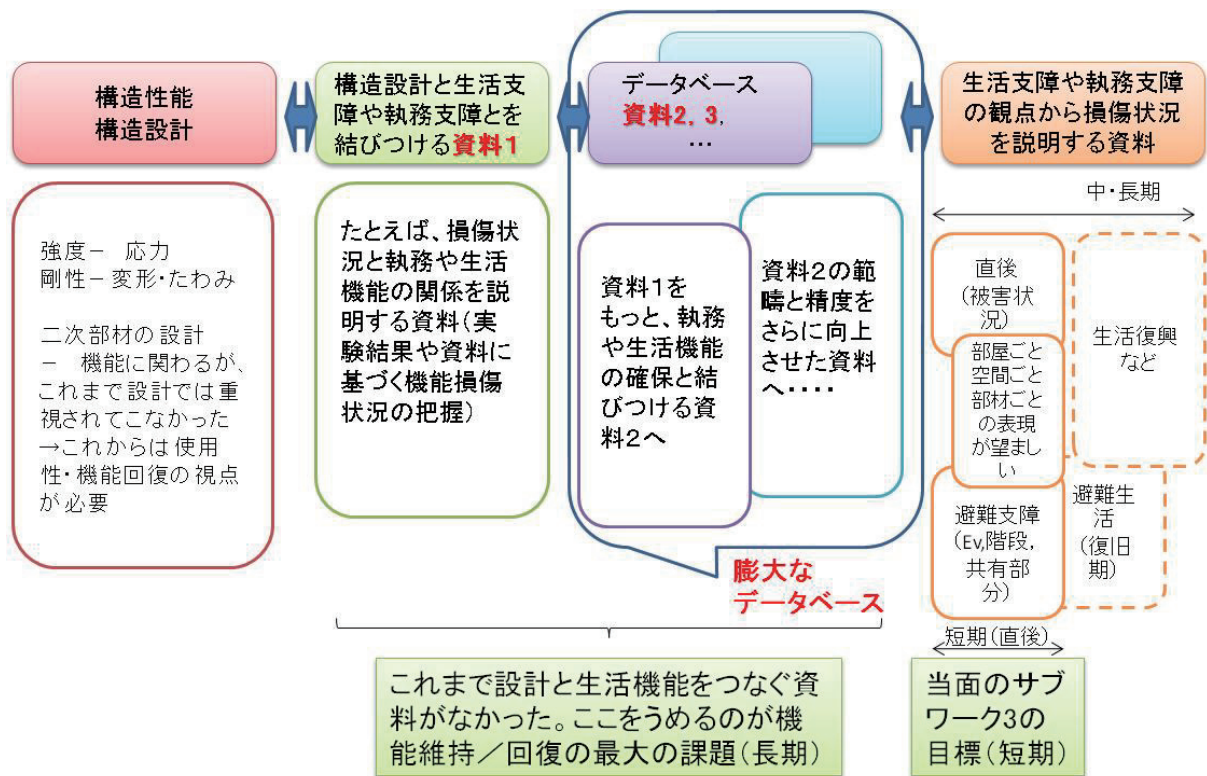 構造性能
構造設計
構造設計と生活支
障や執務支障とを
結びつける資料1
データベース
資料2, 3,
…
生活支障や執務支障
の観点から損傷状況
を説明する資料
強度－ 応力
剛性－変形・たわみ
二次部材の設計
－ 機能に関わるが、
これまで設計では重
視されてこなかった
→これからは使用
性・機能回復の視点
が必要
たとえば、損傷状
況と執務や生活
機能の関係を説
明する資料(実
験結果や資料に
基づく機能損傷
状況の把握)
資料1を
もっと、執務
や生活機能
の確保と結
びつける資
料2へ
資料2の範
疇と精度を
さらに向上
させた資料
へ・・・・
膨大な
データベース
中・長期
直後
(被害状
況)
部屋ごと
空間ごと
部材ごと
の表現
が望まし
い
生活復興
など
避難支障
(Ev,階段,
共有部
分)
避難生
活
(復旧
期)
短期(直後)
これまで設計と生活機能をつなぐ資
料がなかった。ここをうめるのが機
能維持／回復の最大の課題(長期)
当面のサブ
ワーク3の
目標(短期)